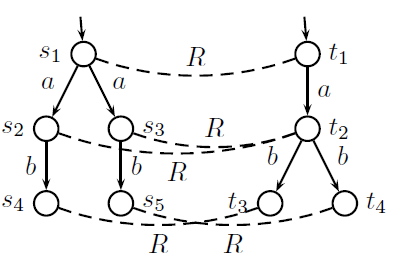 s₁ R t₁
a a a
s₂ s₃ R t₂
b b R b b
s₄ s₅ t₃ t₄
R R